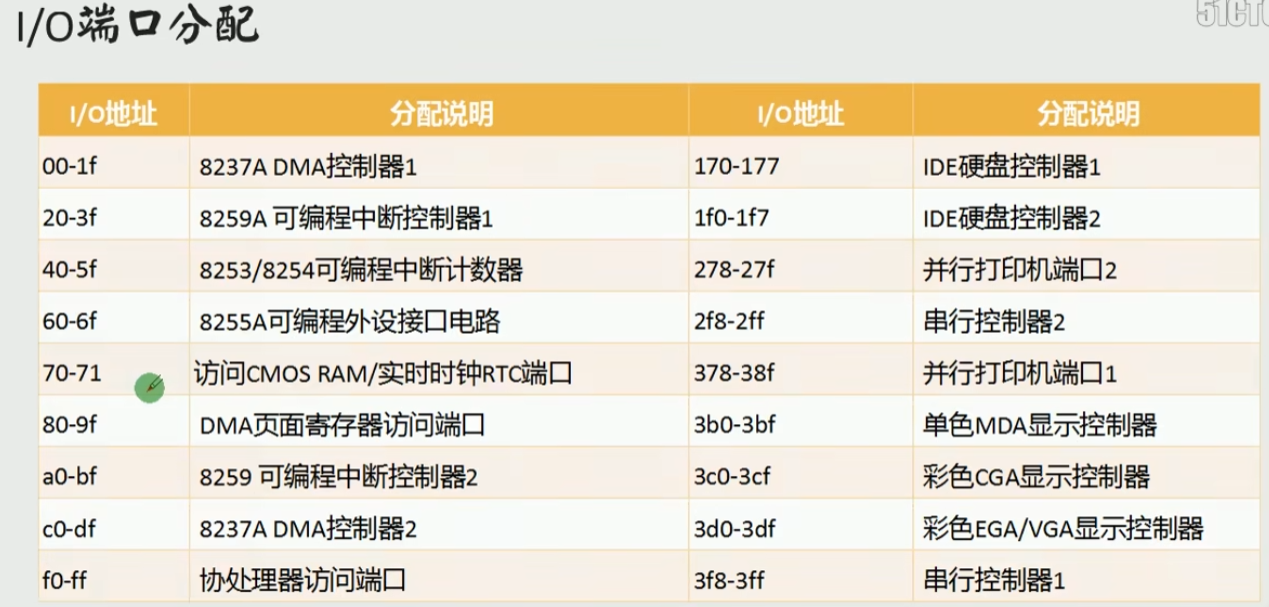 I/O端口分配
51CTO
I/O地址 分配说明 I/O地址 分配说明
00-1f 8237A DMA控制器1 170-177 IDE硬盘控制器1
20-3f 8259A 可编程中断控制器1 1f0-1f7 IDE硬盘控制器2
40-5f 8253/8254可编程中断计数器 278-27f 并行打印机端口2
60-6f 8255A可编程外设接口电路 2f8-2ff 串行控制器2
70-71 访问CMOS RAM/实时时钟RTC端口 378-38f 并行打印机端口1
80-9f DMA页面寄存器访问端口 3b0-3bf 单色MDA显示控制器
a0-bf 8259 可编程中断控制器2 3c0-3cf 彩色CGA显示控制器
c0-df 8237A DMA控制器2 3d0-3df 彩色EGA/VGA显示控制器
f0-ff 协处理器访问端口 3f8-3ff 串行控制器1